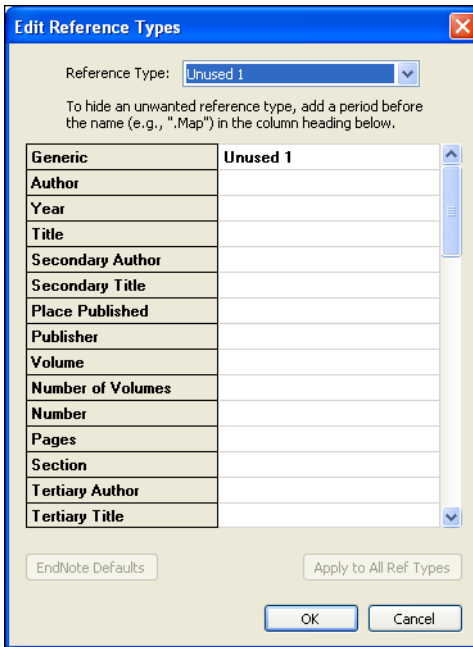 Edit Reference Types
Reference Type: Unused 1
To hide an unwanted reference type, add a period before
the name (e.g., ".Map") in the column heading below.
Generic Unused 1
Author
Year
Title
Secondary Author
Secondary Title
Place Published
Publisher
Volume
Number of Volumes
Number
Pages
Section
Tertiary Author
Tertiary Title
EndNote Defaults Apply to All Ref Types
OK Cancel